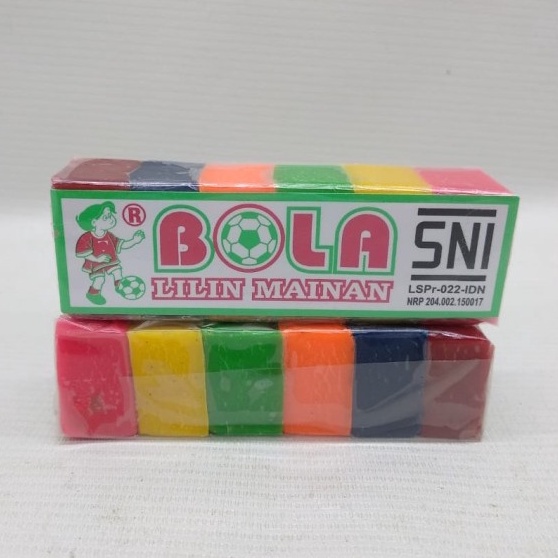 ® BOLA
LILIN MAINAN
SNI
LSPr-022-IDN
NRP 204.002.150017